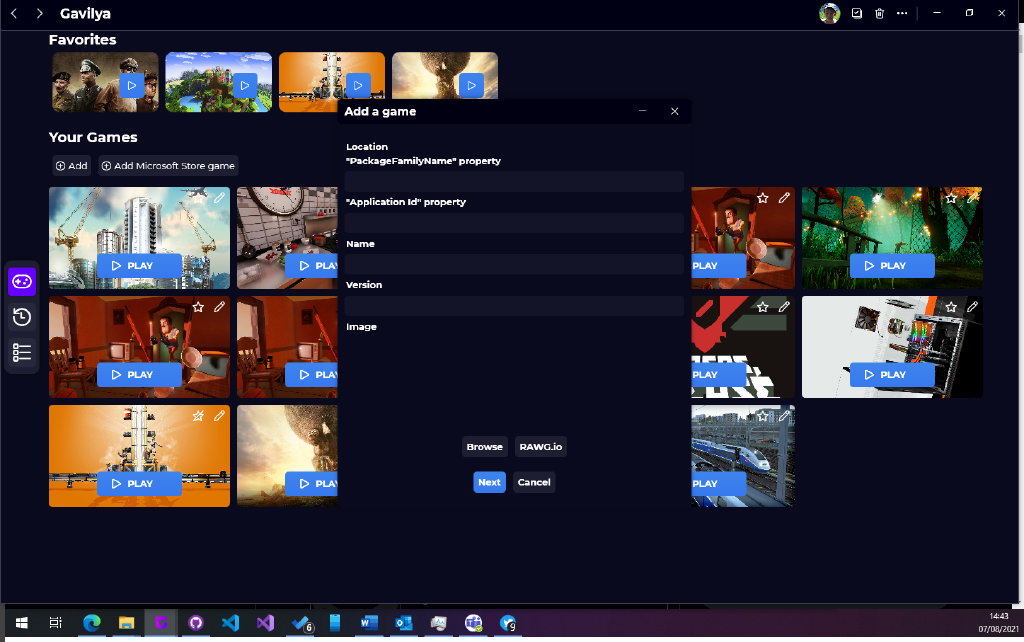 Gavilya
Favorites
Add a game
Your Games
Add
Add Microsoft Store game
Location
"PackageFamilyName" property
"Application Id" property
Name
Version
Image
PLAY
PLAY
PLAY
PLAY
PLAY
PLAY
PLAY
PLAY
PLAY
PLAY
PLAY
Browse
RAWG.io
Next
Cancel
6
9
14:43
07/08/2021